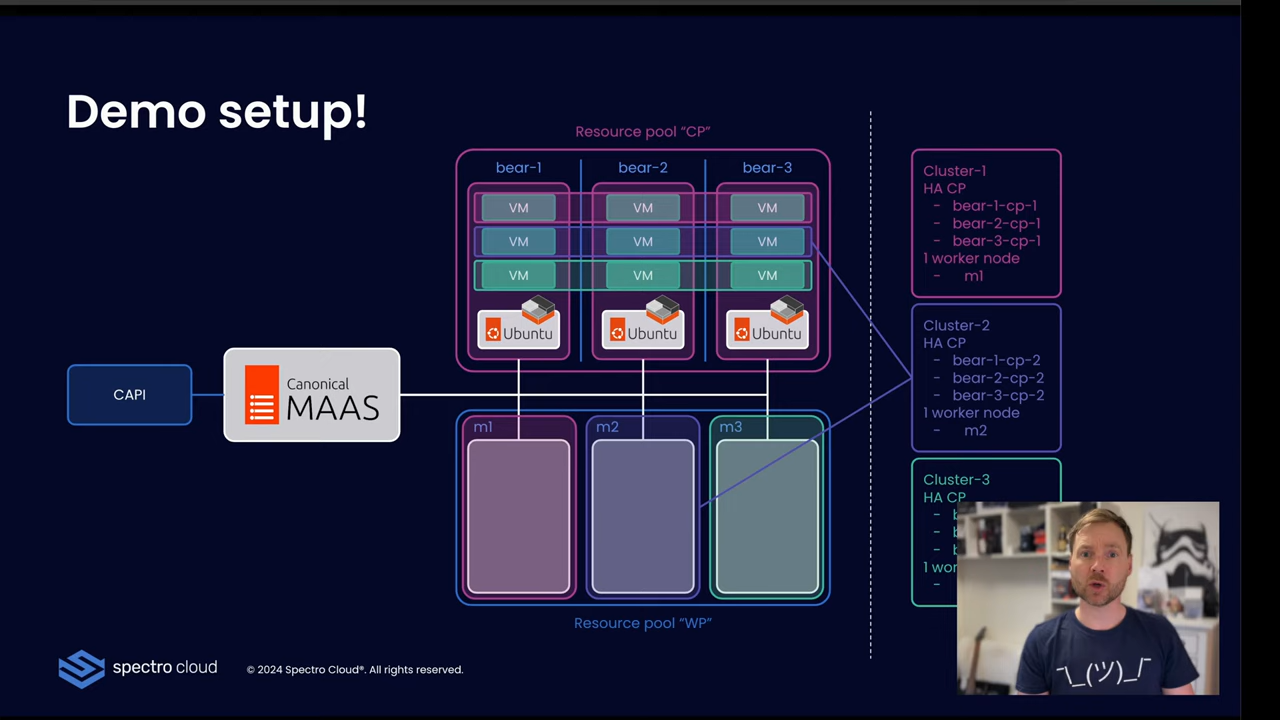 Demo setup!
Resource pool “CP”
bear-1
bear-2
bear-3
VM
VM
VM
VM
VM
VM
VM
VM
VM
Ubuntu
Ubuntu
Ubuntu
CAPI
Canonical
MAAS
m1
m2
m3
Resource pool “WP”
Cluster-1
HA CP
- bear-1-cp-1
- bear-2-cp-1
- bear-3-cp-1
1 worker node
- m1
Cluster-2
HA CP
- bear-1-cp-2
- bear-2-cp-2
- bear-3-cp-2
1 worker node
- m2
Cluster-3
HA CP
-
-
-
1
-
¯\_(ツ)_/¯
spectro cloud
© 2024 Spectro Cloud®. All rights reserved.